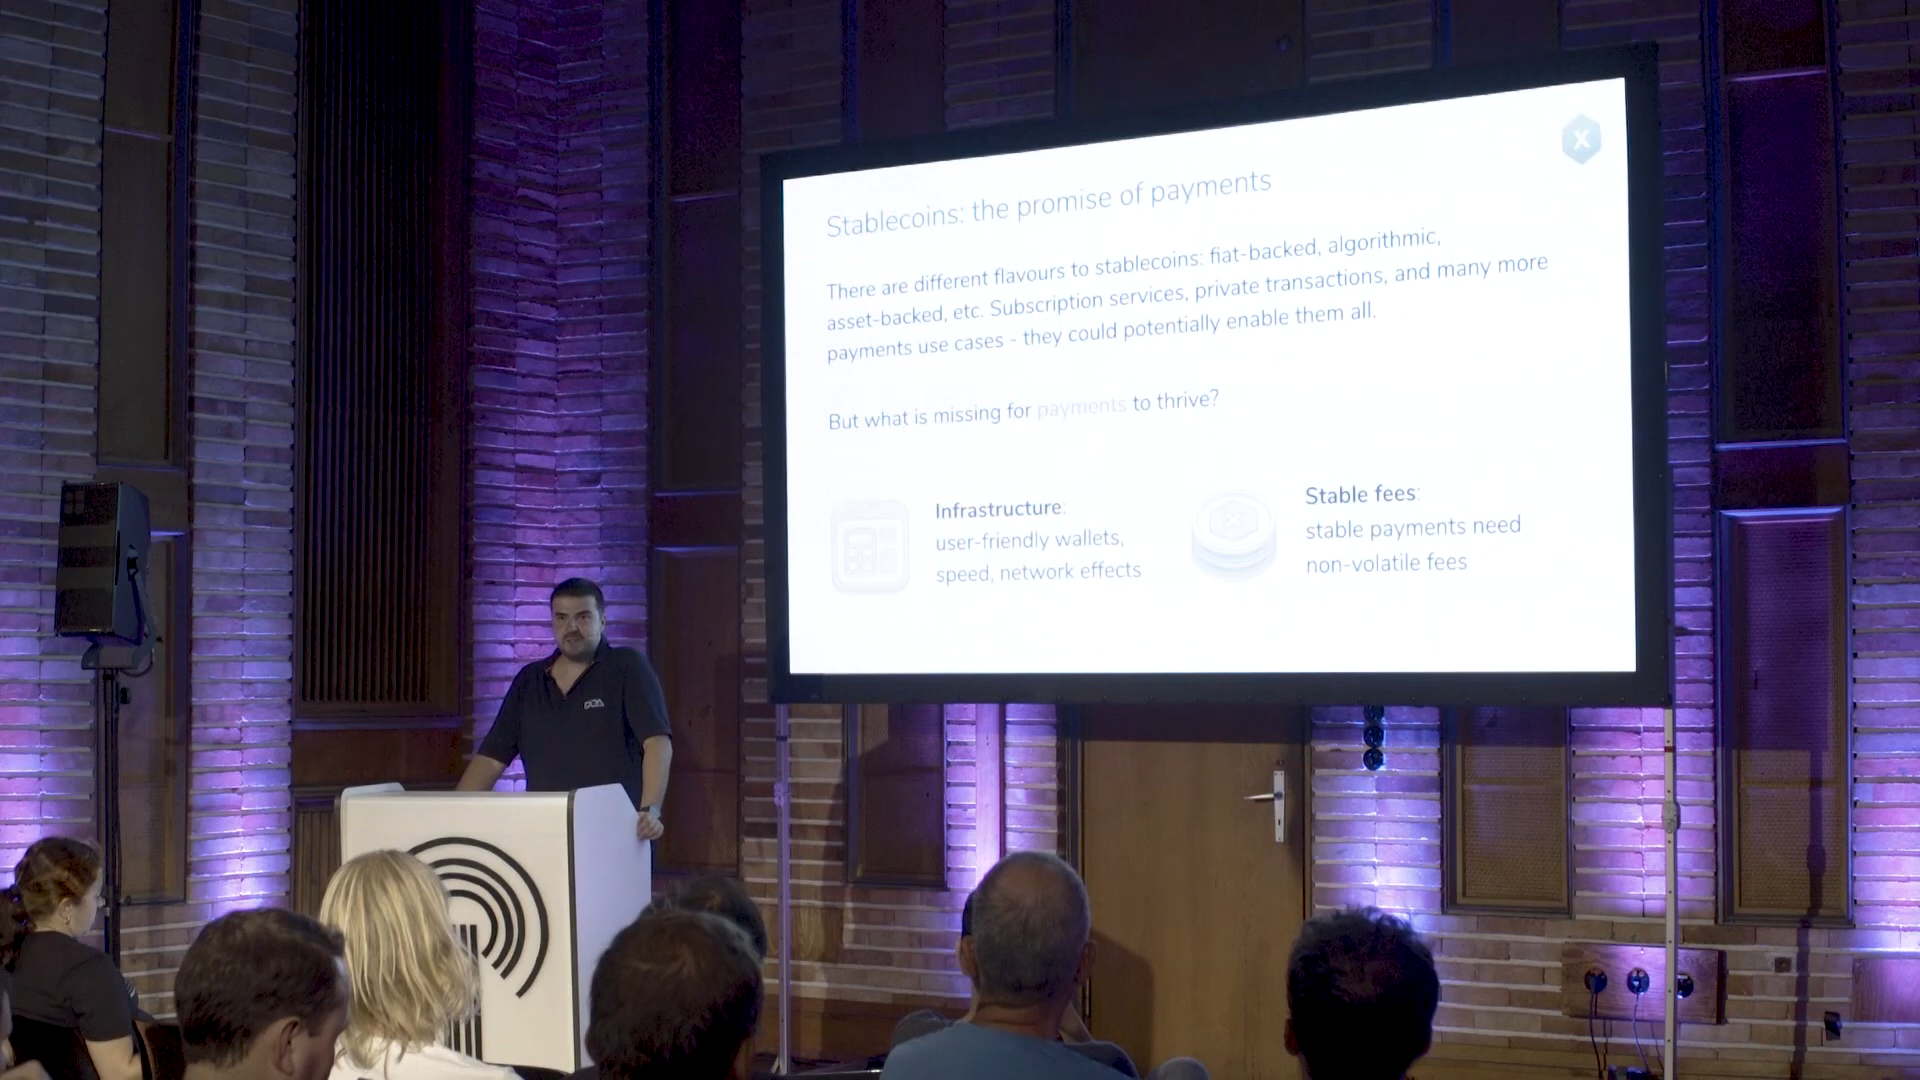 X
Stablecoins: the promise of payments
There are different flavours to stablecoins: fiat-backed, algorithmic,
asset-backed, etc. Subscription services, private transactions, and many more
payments use cases - they could potentially enable them all.
But what is missing for payments to thrive?
Infrastructure:
user-friendly wallets,
speed, network effects
Stable fees:
stable payments need
non-volatile fees